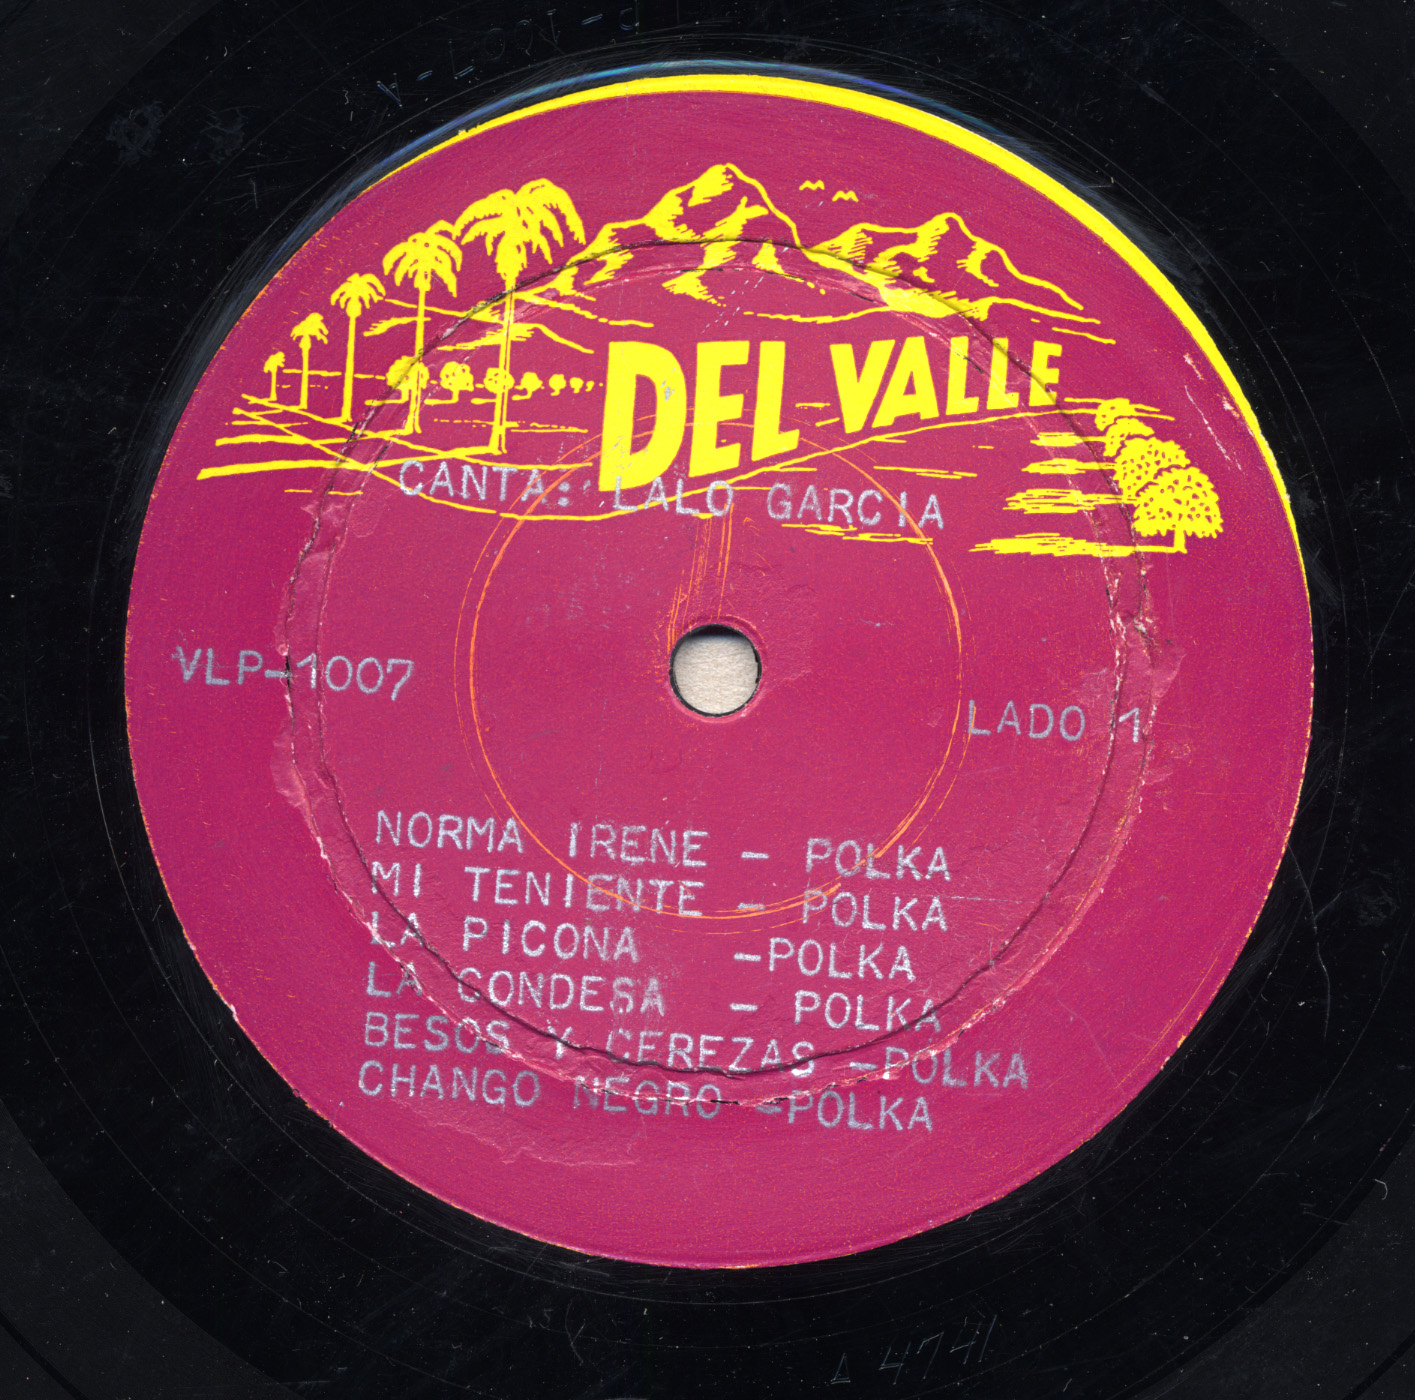 DEL VALLE
CANTA: LALO GARCIA
VLP-1007
LADO 1
NORMA IRENE - POLKA
MI TENIENTE - POLKA
LA PICONA -POLKA
LA CONDESA - POLKA
BESOS Y CEREZAS -POLKA
CHANGO NEGRO -POLKA
Δ 4741